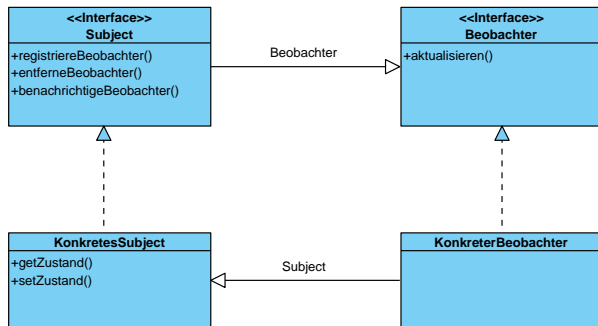 <<Interface>>
Subject
+registriereBeobachter()
+entferneBeobachter()
+benachrichtigeBeobachter()
Beobachter
<<Interface>>
Beobachter
+aktualisieren()
KonkretesSubject
+getZustand()
+setZustand()
Subject
KonkreterBeobachter